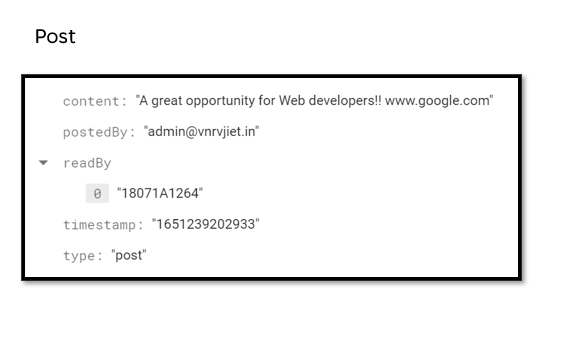 Post
content: "A great opportunity for Web developers!! www.google.com"
postedBy: "admin@vnrvjiet.in"
readBy
0 "18071A1264"
timestamp: "1651239202933"
type: "post"